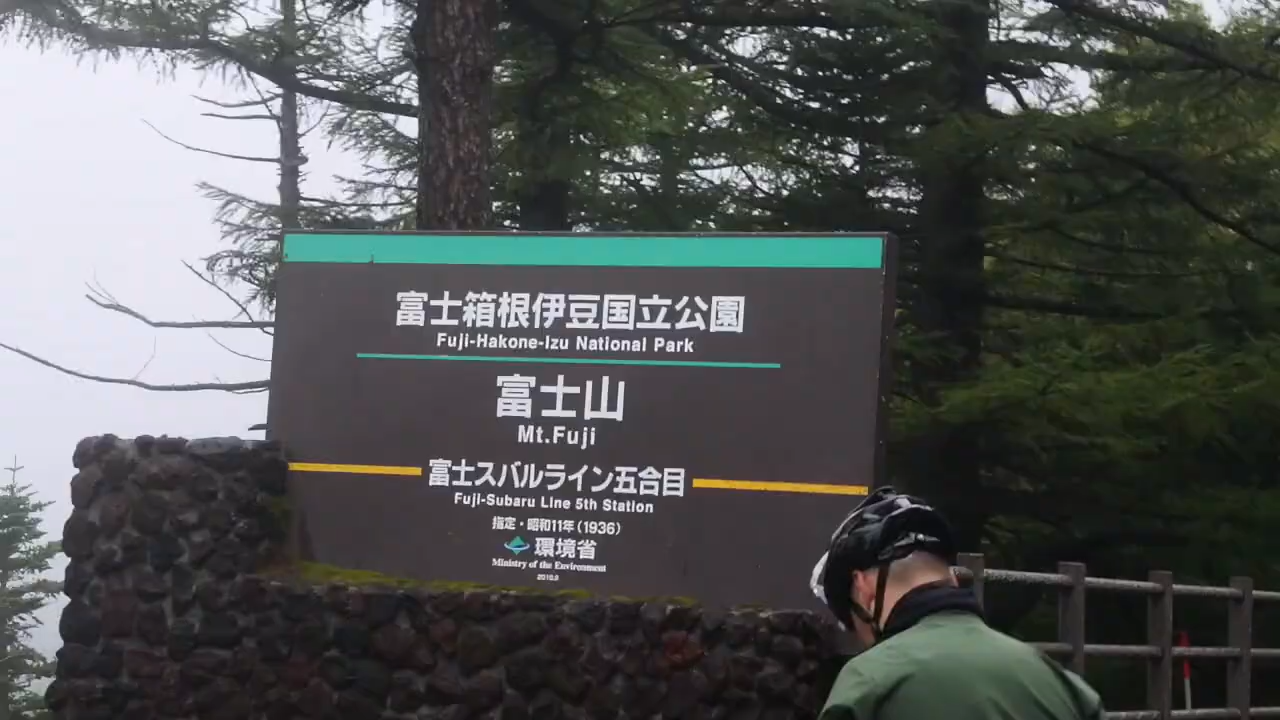 富士箱根伊豆国立公園
Fuji-Hakone-Izu National Park
富士山
Mt.Fuji
富士スバルライン五合目
Fuji-Subaru Line 5th Station
指定・昭和11年(1936)
環境省
Ministry of the Environment